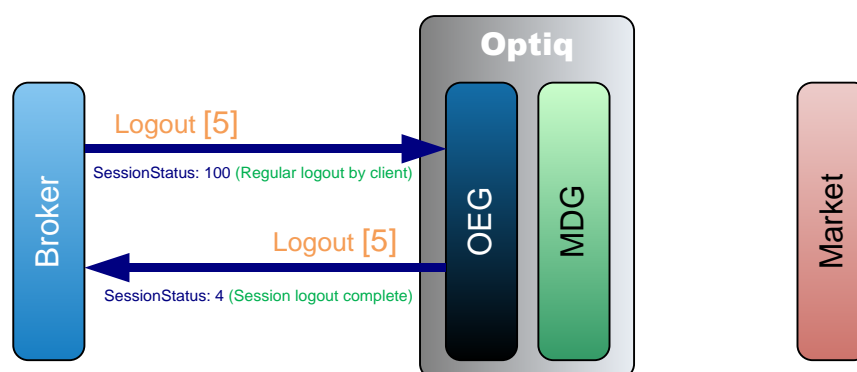 Optiq
Logout [5]
SessionStatus: 100 (Regular logout by client)
Logout [5]
SessionStatus: 4 (Session logout complete)
Broker
OEG
MDG
Market